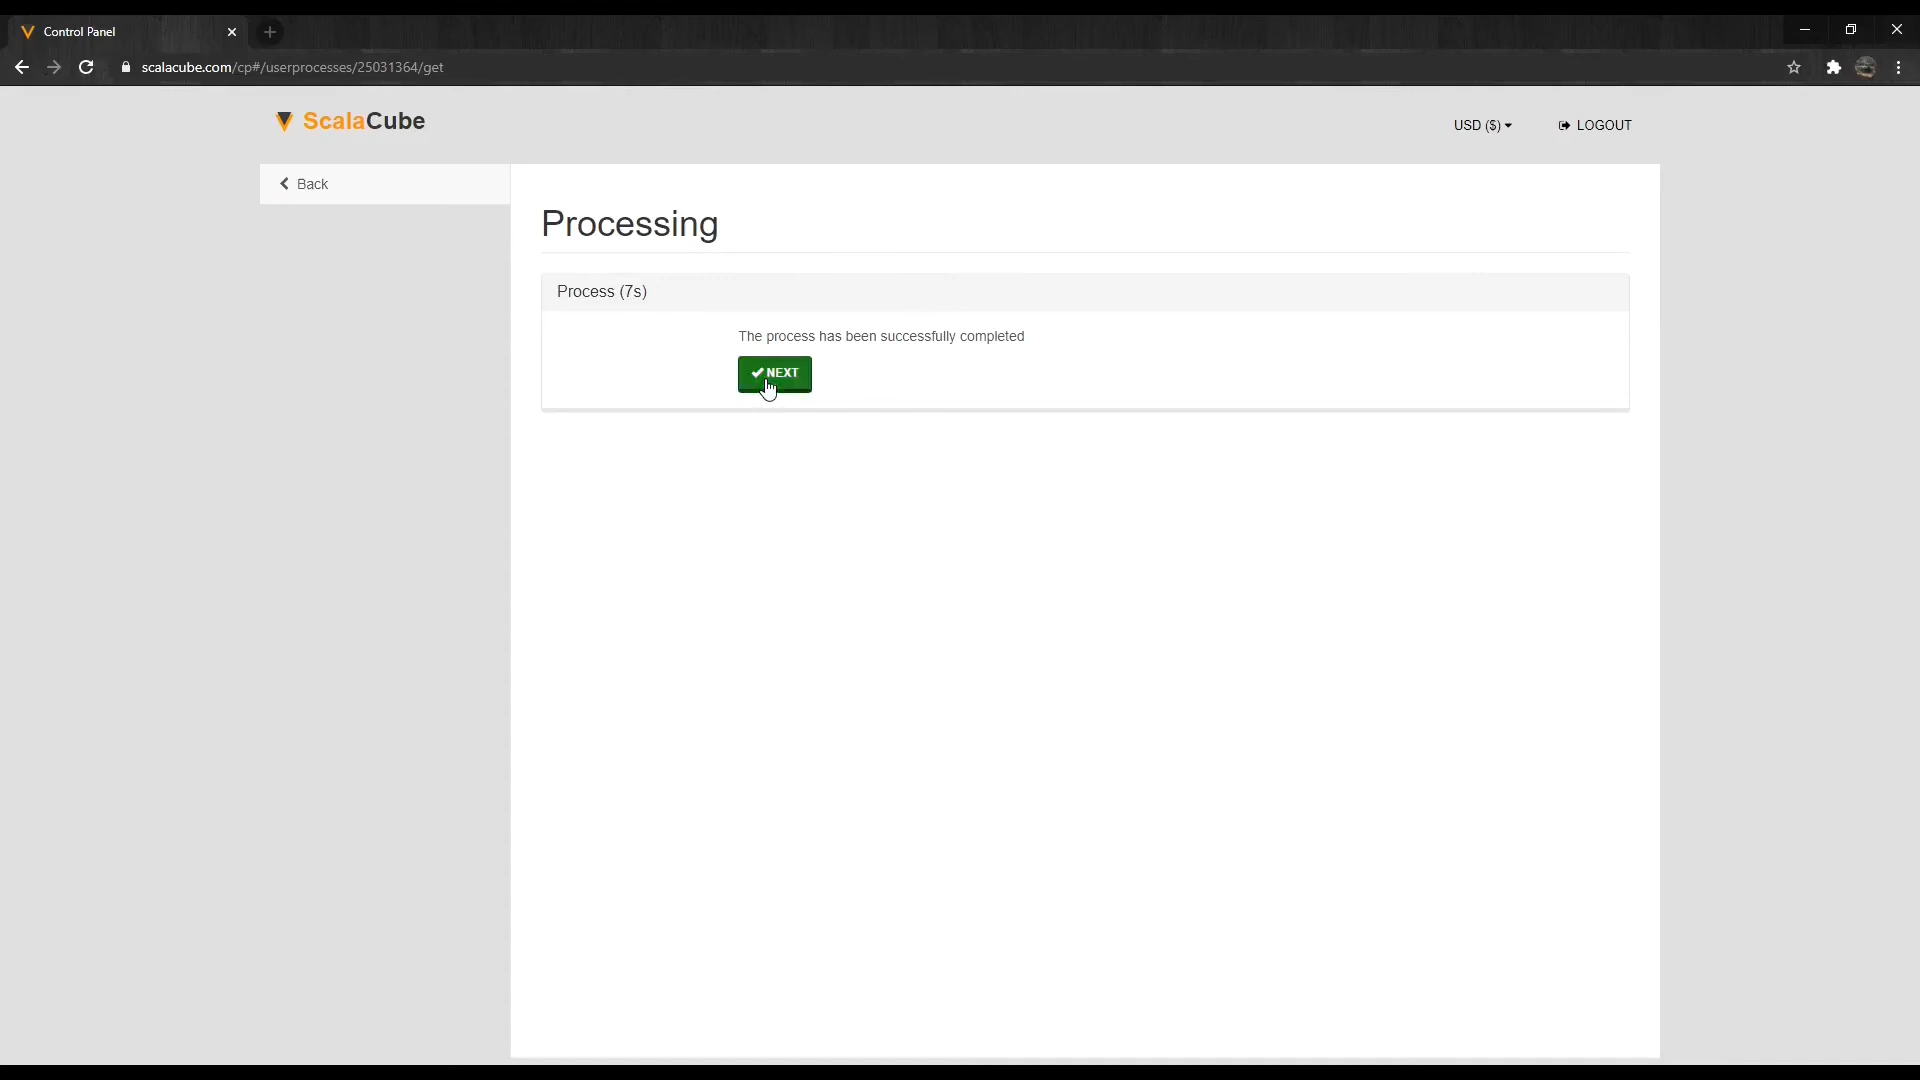 Control Panel
scalacube.com/cp#/userprocesses/25031364/get
ScalaCube
USD ($)
LOGOUT
Back
Processing
Process (7s)
The process has been successfully completed
NEXT